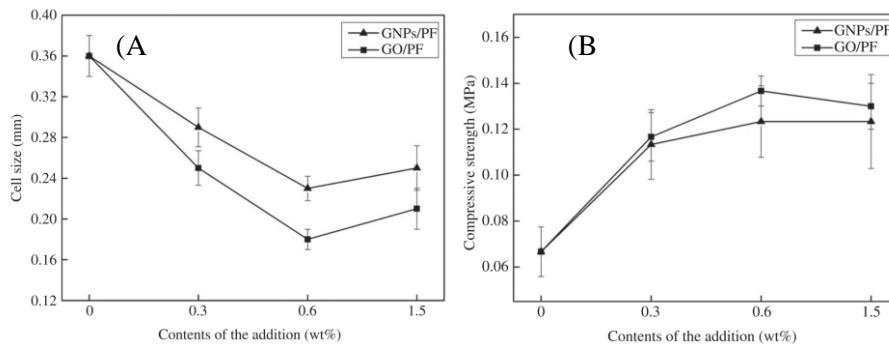 (A
GNPs/PF
GO/PF
Cell size (mm)
0.36
0.32
0.28
0.24
0.20
0.16
0.12
0
0.3
0.6
1.5
Contents of the addition (wt%)
(B
GNPs/PF
GO/PF
Compressive strength (MPa)
0.16
0.14
0.12
0.10
0.08
0.06
0
0.3
0.6
1.5
Contents of the addition (wt%)